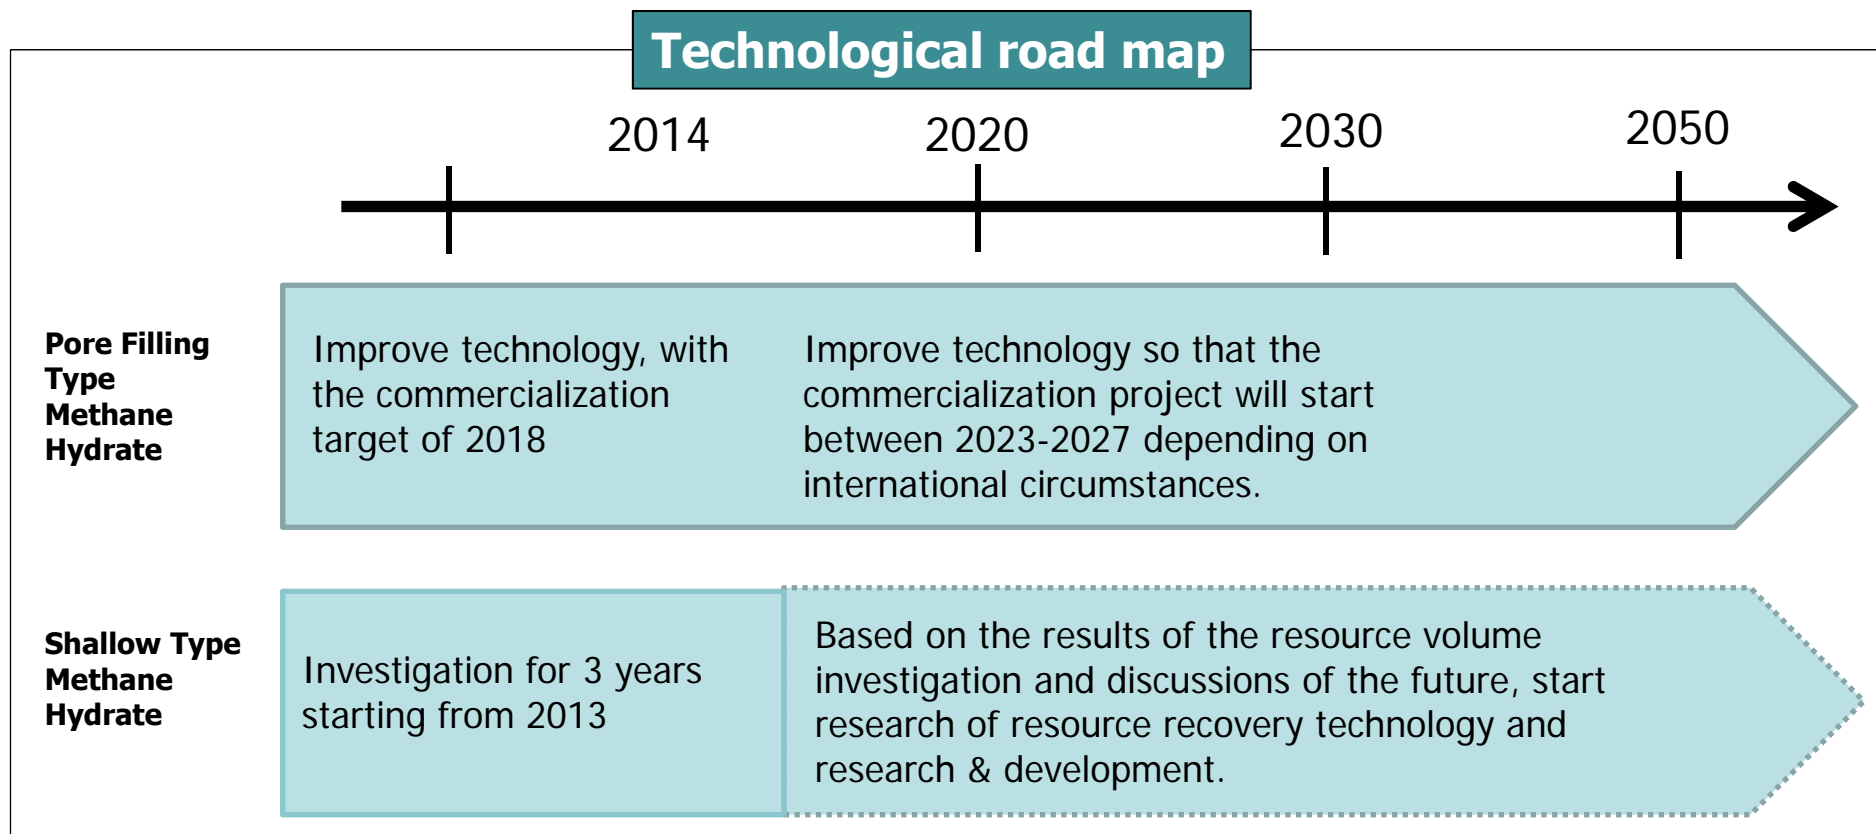 Technological road map
2014 2020 2030 2050
Pore Filling
Type
Methane
Hydrate
Improve technology, with
the commercialization
target of 2018
Improve technology so that the
commercialization project will start
between 2023-2027 depending on
international circumstances.
Shallow Type
Methane
Hydrate
Investigation for 3 years
starting from 2013
Based on the results of the resource volume
investigation and discussions of the future, start
research of resource recovery technology and
research & development.